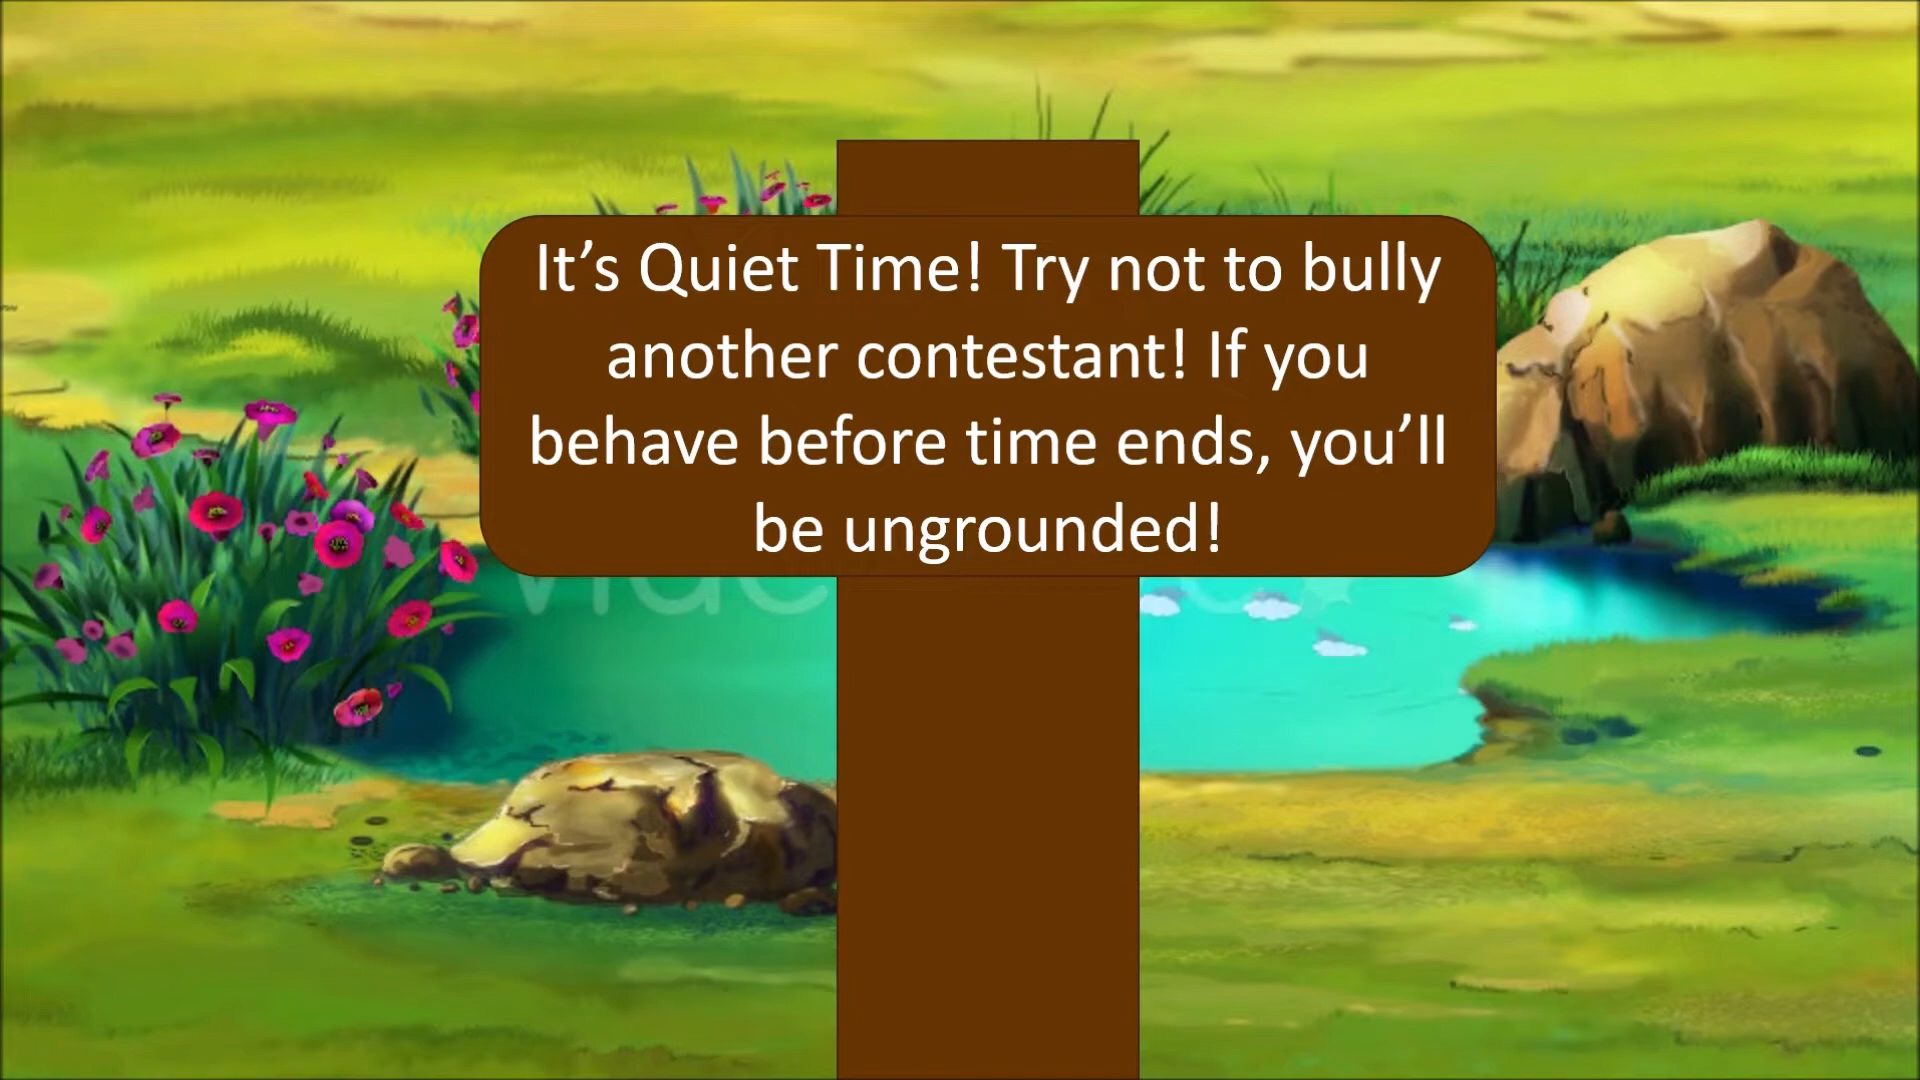 It’s Quiet Time! Try not to bully
another contestant! If you
behave before time ends, you’ll
be ungrounded!